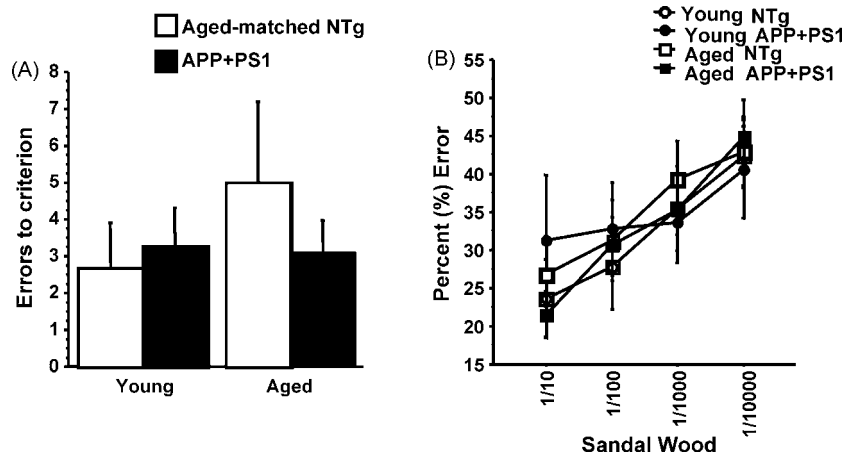 Aged-matched NTg
APP+PS1
(A)
8
7
6
5
4
3
2
1
0
Errors to criterion
Young
Aged
Young NTg
Young APP+PS1
Aged NTg
Aged APP+PS1
(B)
55
50
45
40
35
30
25
20
15
Percent (%) Error
1/10
1/100
1/1000
1/10000
Sandal Wood